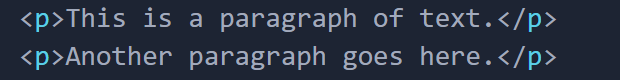 <p>This is a paragraph of text.</p>
<p>Another paragraph goes here.</p>